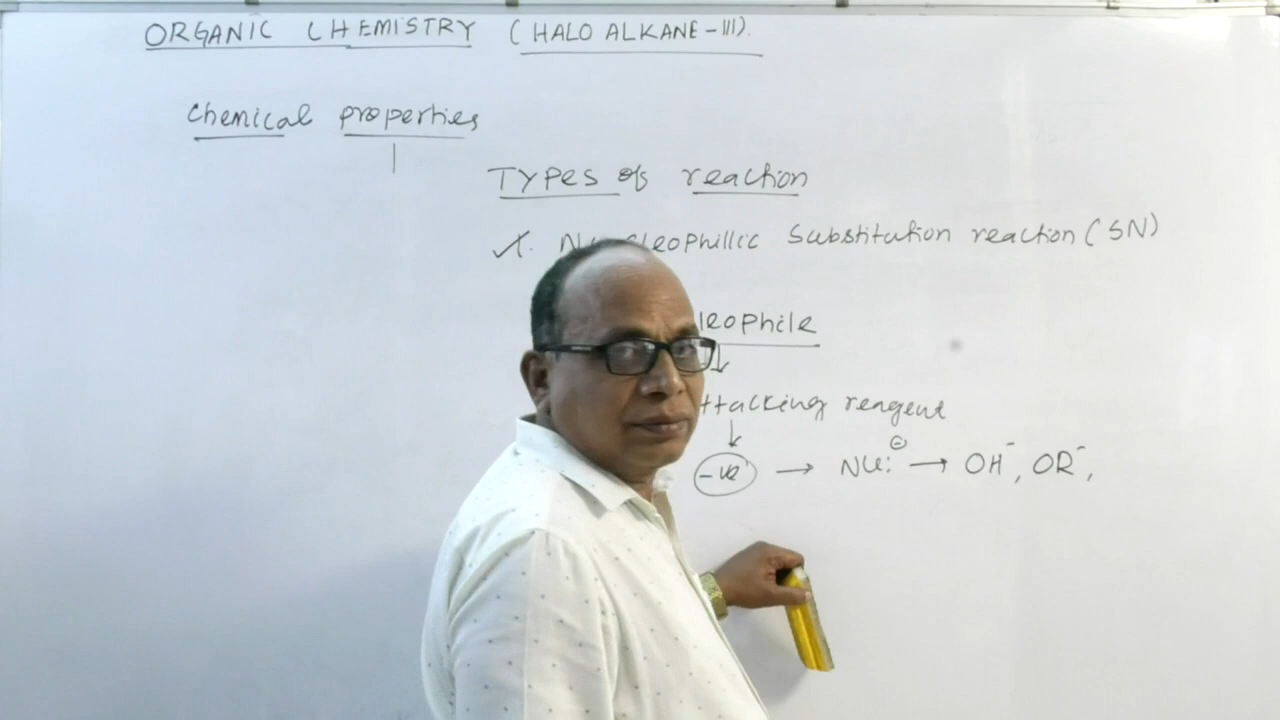 ORGANIC CHEMISTRY (HALO ALKANE-III).
Chemical properties
TYPES of reaction
1. Nucleophillic Substitution reaction (SN)
leophile
ttacking reagent
-ve → Nu:⊖ → OH⁻, OR⁻,